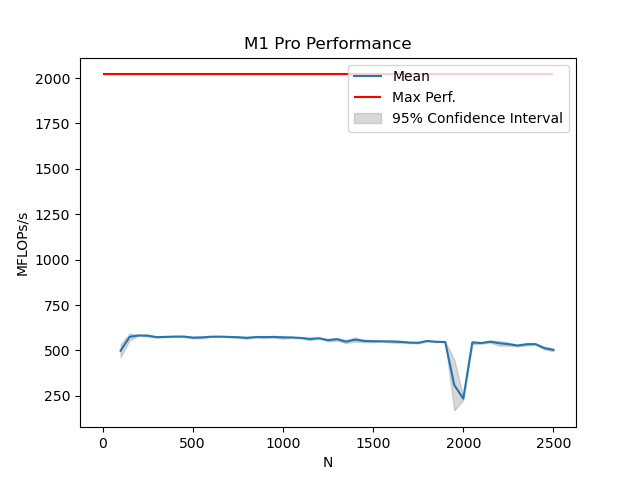 M1 Pro Performance
Mean
Max Perf.
95% Confidence Interval
MFLOPs/s
2000
1750
1500
1250
1000
750
500
250
0
500
1000
1500
2000
2500
N